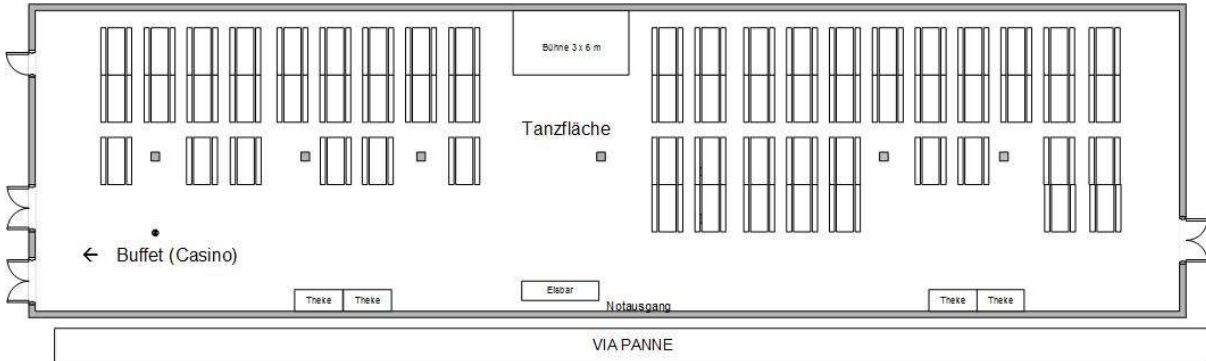 Bühne 3 x 6 m
Tanzfläche
Buffet (Casino)
Theke Theke
Eisbar
Notausgang
Theke Theke
VIA PANNE